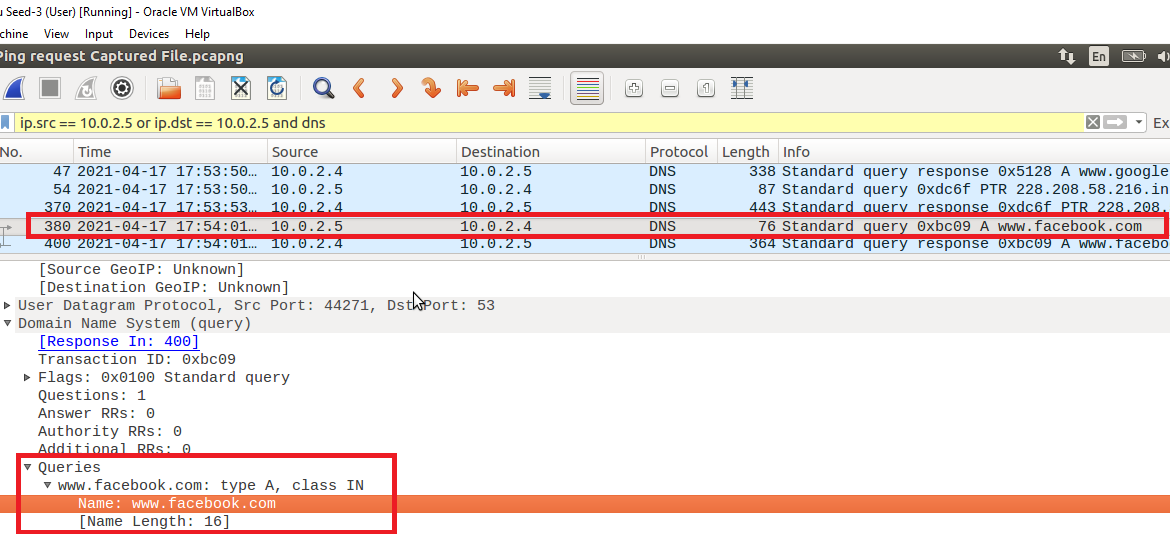 u Seed-3 (User) [Running] - Oracle VM VirtualBox
chine View Input Devices Help
Ping request Captured File.pcapng En
ip.src == 10.0.2.5 or ip.dst == 10.0.2.5 and dns Ex
No. Time Source Destination Protocol Length Info
47 2021-04-17 17:53:50… 10.0.2.4 10.0.2.5 DNS 338 Standard query response 0x5128 A www.google
54 2021-04-17 17:53:50… 10.0.2.5 10.0.2.4 DNS 87 Standard query 0xdc6f PTR 228.208.58.216.in
370 2021-04-17 17:53:53… 10.0.2.4 10.0.2.5 DNS 443 Standard query response 0xdc6f PTR 228.208.
380 2021-04-17 17:54:01… 10.0.2.5 10.0.2.4 DNS 76 Standard query 0xbc09 A www.facebook.com
400 2021-04-17 17:54:01… 10.0.2.4 10.0.2.5 DNS 364 Standard query response 0xbc09 A www.facebo
[Source GeoIP: Unknown]
[Destination GeoIP: Unknown]
User Datagram Protocol, Src Port: 44271, Dst Port: 53
Domain Name System (query)
[Response In: 400]
Transaction ID: 0xbc09
Flags: 0x0100 Standard query
Questions: 1
Answer RRs: 0
Authority RRs: 0
Additional RRs: 0
Queries
www.facebook.com: type A, class IN
Name: www.facebook.com
[Name Length: 16]